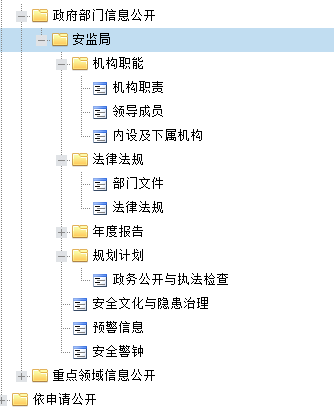 政府部门信息公开
安监局
机构职能
机构职责
领导成员
内设及下属机构
法律法规
部门文件
法律法规
年度报告
规划计划
政务公开与执法检查
安全文化与隐患治理
预警信息
安全警钟
重点领域信息公开
依申请公开